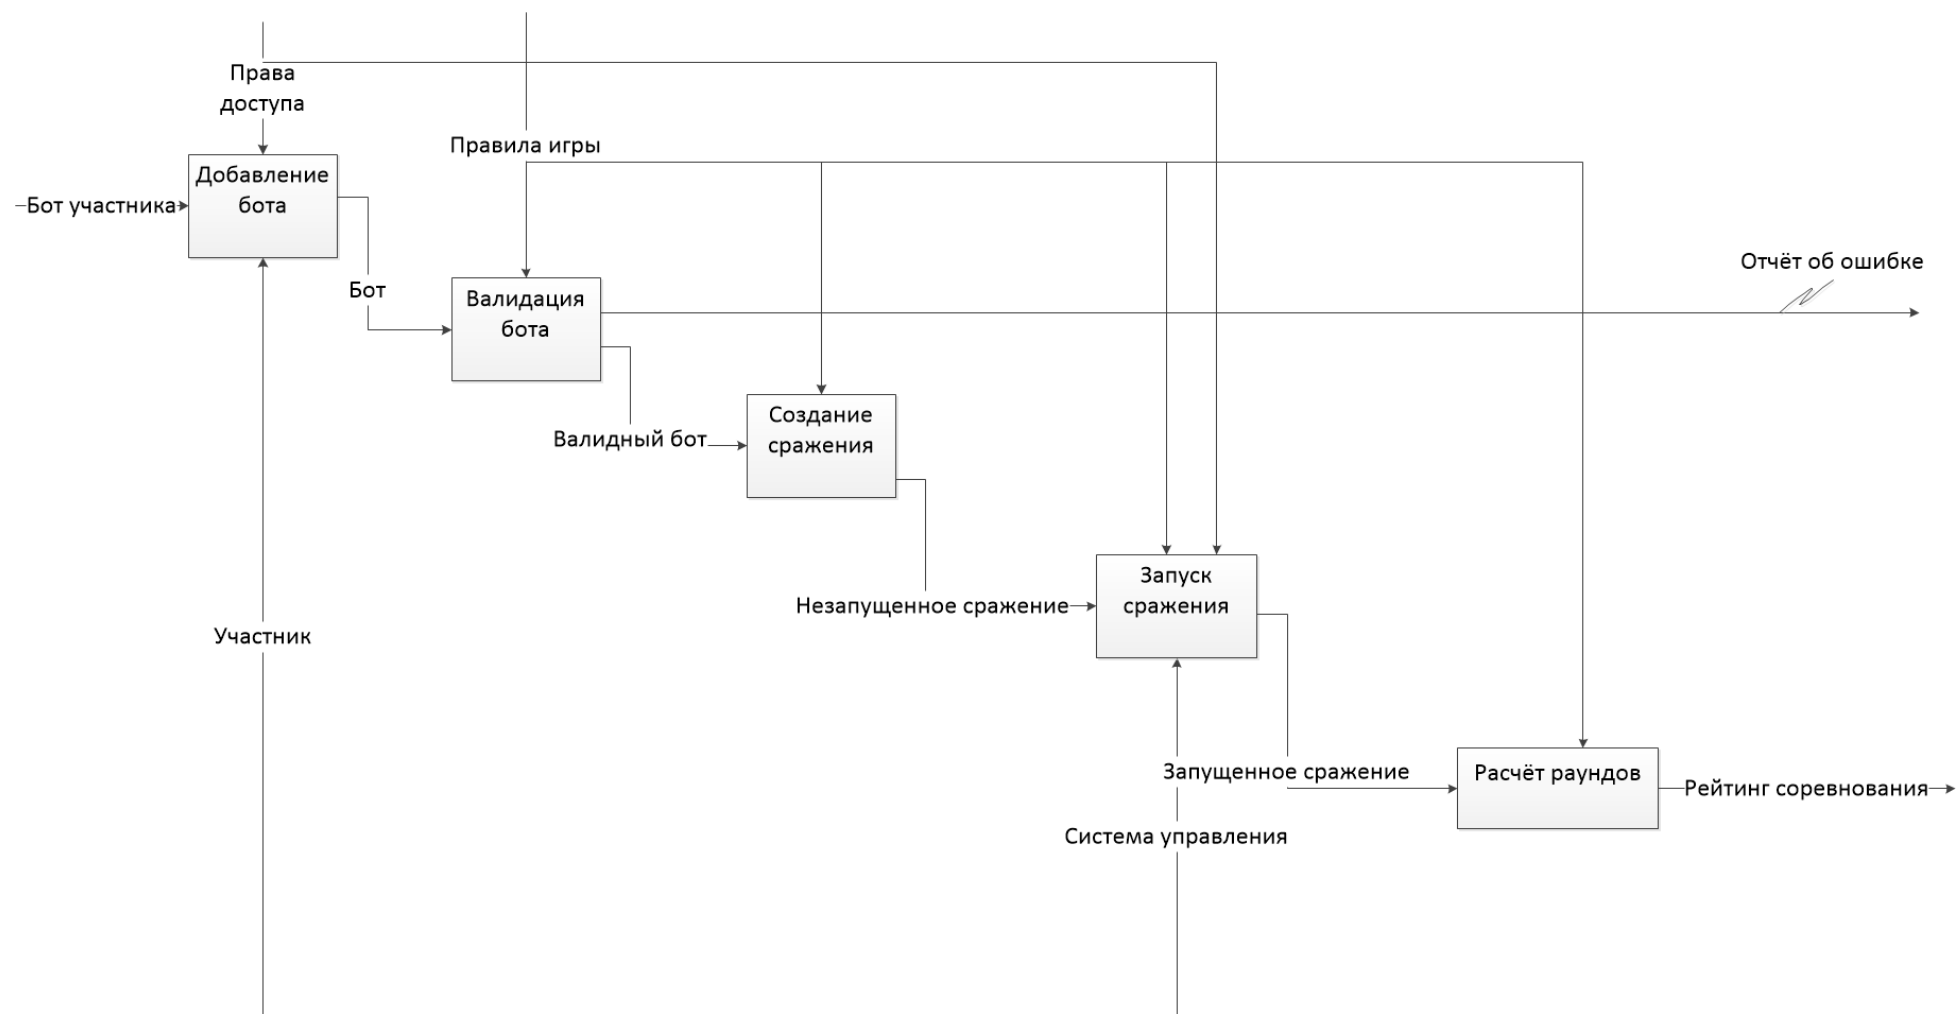 Права
доступа
Правила игры
Добавление
бота
Бот участника
Отчёт об ошибке
Бот
Валидация
бота
Создание
сражения
Валидный бот
Запуск
сражения
Незапущенное сражение
Участник
Запущенное сражение
Расчёт раундов
Рейтинг соревнования
Система управления